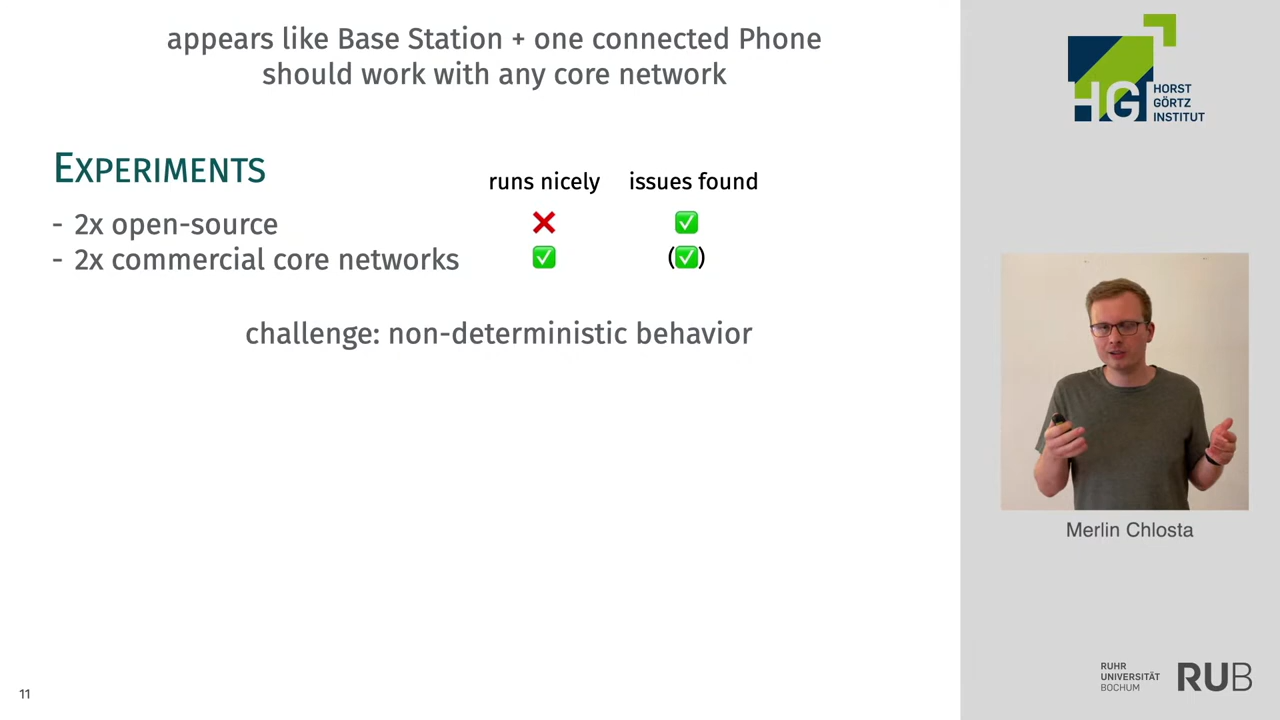 appears like Base Station + one connected Phone
should work with any core network
EXPERIMENTS
runs nicely issues found
- 2x open-source ❌ ✅
- 2x commercial core networks ✅ (✅)
challenge: non-deterministic behavior
11
HGI HORST
GÖRTZ
INSTITUT
Merlin Chlosta
RUHR
UNIVERSITÄT
BOCHUM
RUB